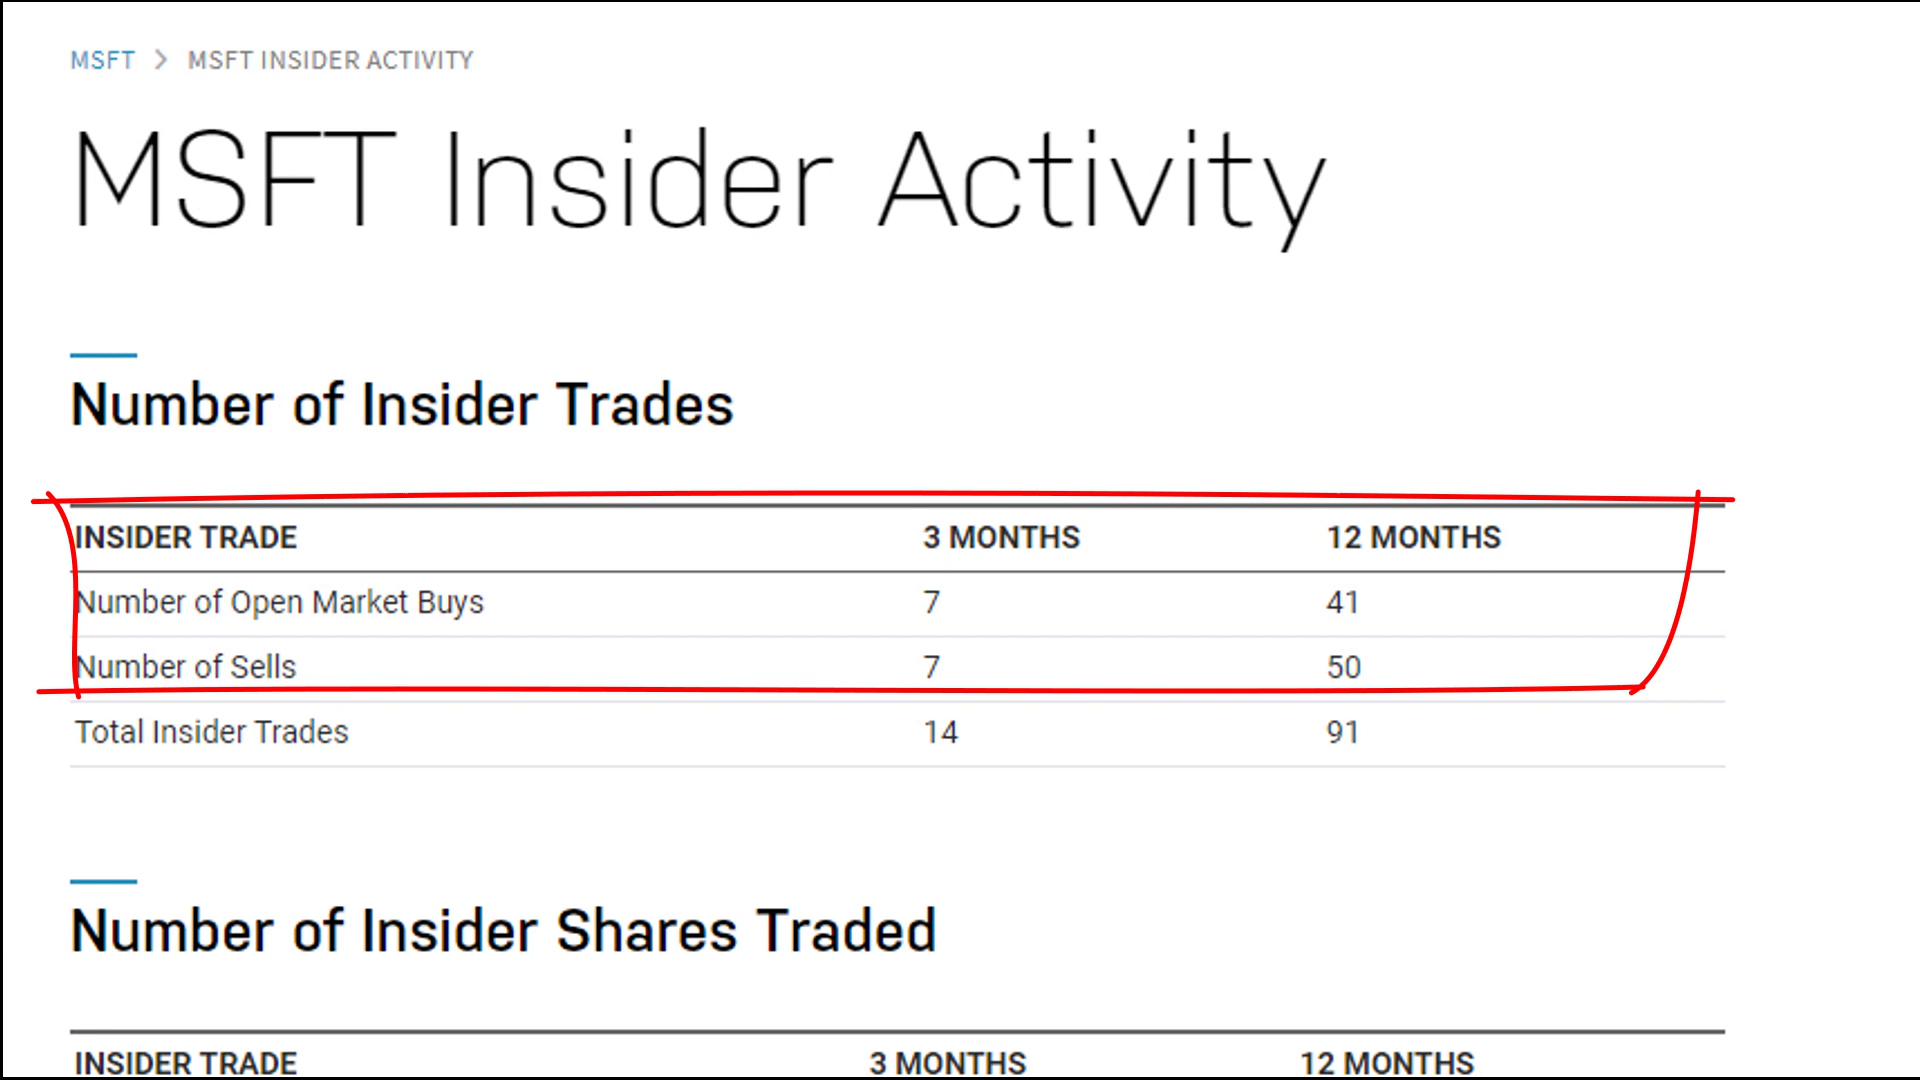 MSFT > MSFT INSIDER ACTIVITY
MSFT Insider Activity
Number of Insider Trades
INSIDER TRADE 3 MONTHS 12 MONTHS
Number of Open Market Buys 7 41
Number of Sells 7 50
Total Insider Trades 14 91
Number of Insider Shares Traded
INSIDER TRADE 3 MONTHS 12 MONTHS